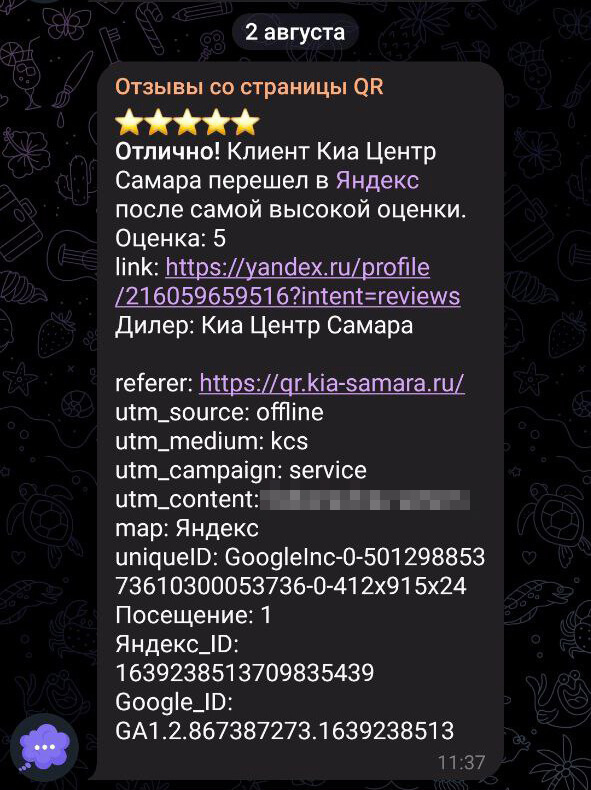 2 августа
Отзывы со страницы QR
Отлично! Клиент Киа Центр
Самара перешел в Яндекс
после самой высокой оценки.
Оценка: 5
link: https://yandex.ru/profile
/216059659516?intent=reviews
Дилер: Киа Центр Самара
referer: https://qr.kia-samara.ru/
utm_source: offline
utm_medium: kcs
utm_campaign: service
utm_content:
map: Яндекс
uniqueID: GoogleInc-0-501298853
73610300053736-0-412x915x24
Посещение: 1
Яндекс_ID:
1639238513709835439
Google_ID:
GA1.2.867387273.1639238513
11:37